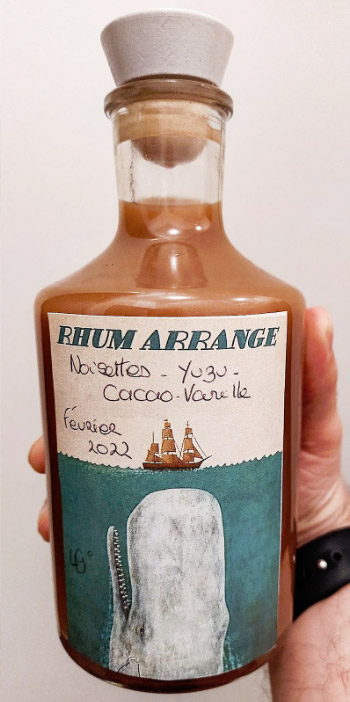 RHUM ARRANGE
Noisettes - Yuzu -
Cacao - Vanille
Février
2022